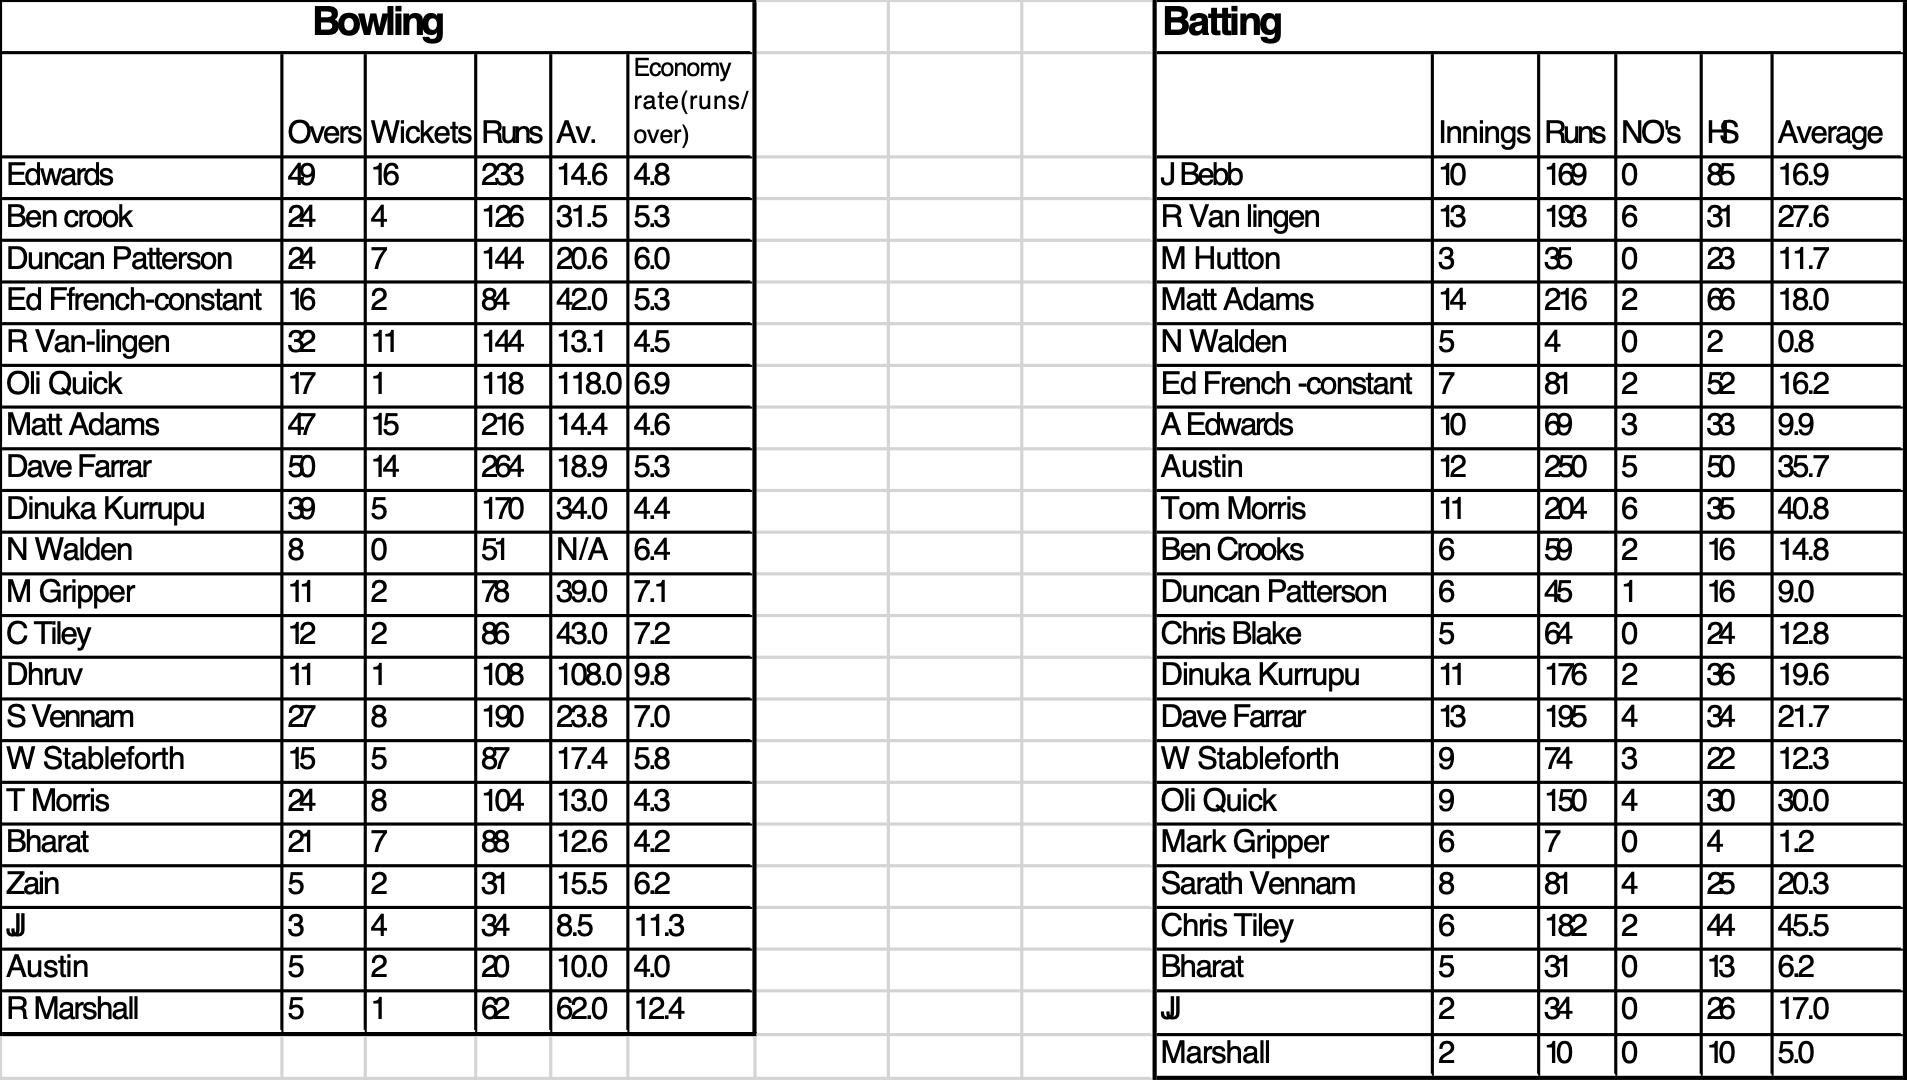 Bowling
Overs Wickets Runs Av. Economy rate(runs/over)
Edwards 49 16 233 14.6 4.8
Ben crook 24 4 126 31.5 5.3
Duncan Patterson 24 7 144 20.6 6.0
Ed Ffrench-constant 16 2 84 42.0 5.3
R Van-lingen 32 11 144 13.1 4.5
Oli Quick 17 1 118 118.0 6.9
Matt Adams 47 15 216 14.4 4.6
Dave Farrar 50 14 264 18.9 5.3
Dinuka Kurrupu 39 5 170 34.0 4.4
N Walden 8 0 51 N/A 6.4
M Gripper 11 2 78 39.0 7.1
C Tiley 12 2 86 43.0 7.2
Dhruv 11 1 108 108.0 9.8
S Vennam 27 8 190 23.8 7.0
W Stableforth 15 5 87 17.4 5.8
T Morris 24 8 104 13.0 4.3
Bharat 21 7 88 12.6 4.2
Zain 5 2 31 15.5 6.2
JJ 3 4 34 8.5 11.3
Austin 5 2 20 10.0 4.0
R Marshall 5 1 62 62.0 12.4
Batting
Innings Runs NO's HS Average
J Bebb 10 169 0 85 16.9
R Van lingen 13 193 6 31 27.6
M Hutton 3 35 0 23 11.7
Matt Adams 14 216 2 66 18.0
N Walden 5 4 0 2 0.8
Ed French -constant 7 81 2 52 16.2
A Edwards 10 69 3 33 9.9
Austin 12 250 5 50 35.7
Tom Morris 11 204 6 35 40.8
Ben Crooks 6 59 2 16 14.8
Duncan Patterson 6 45 1 16 9.0
Chris Blake 5 64 0 24 12.8
Dinuka Kurrupu 11 176 2 36 19.6
Dave Farrar 13 195 4 34 21.7
W Stableforth 9 74 3 22 12.3
Oli Quick 9 150 4 30 30.0
Mark Gripper 6 7 0 4 1.2
Sarath Vennam 8 81 4 25 20.3
Chris Tiley 6 182 2 44 45.5
Bharat 5 31 0 13 6.2
JJ 2 34 0 26 17.0
Marshall 2 10 0 10 5.0